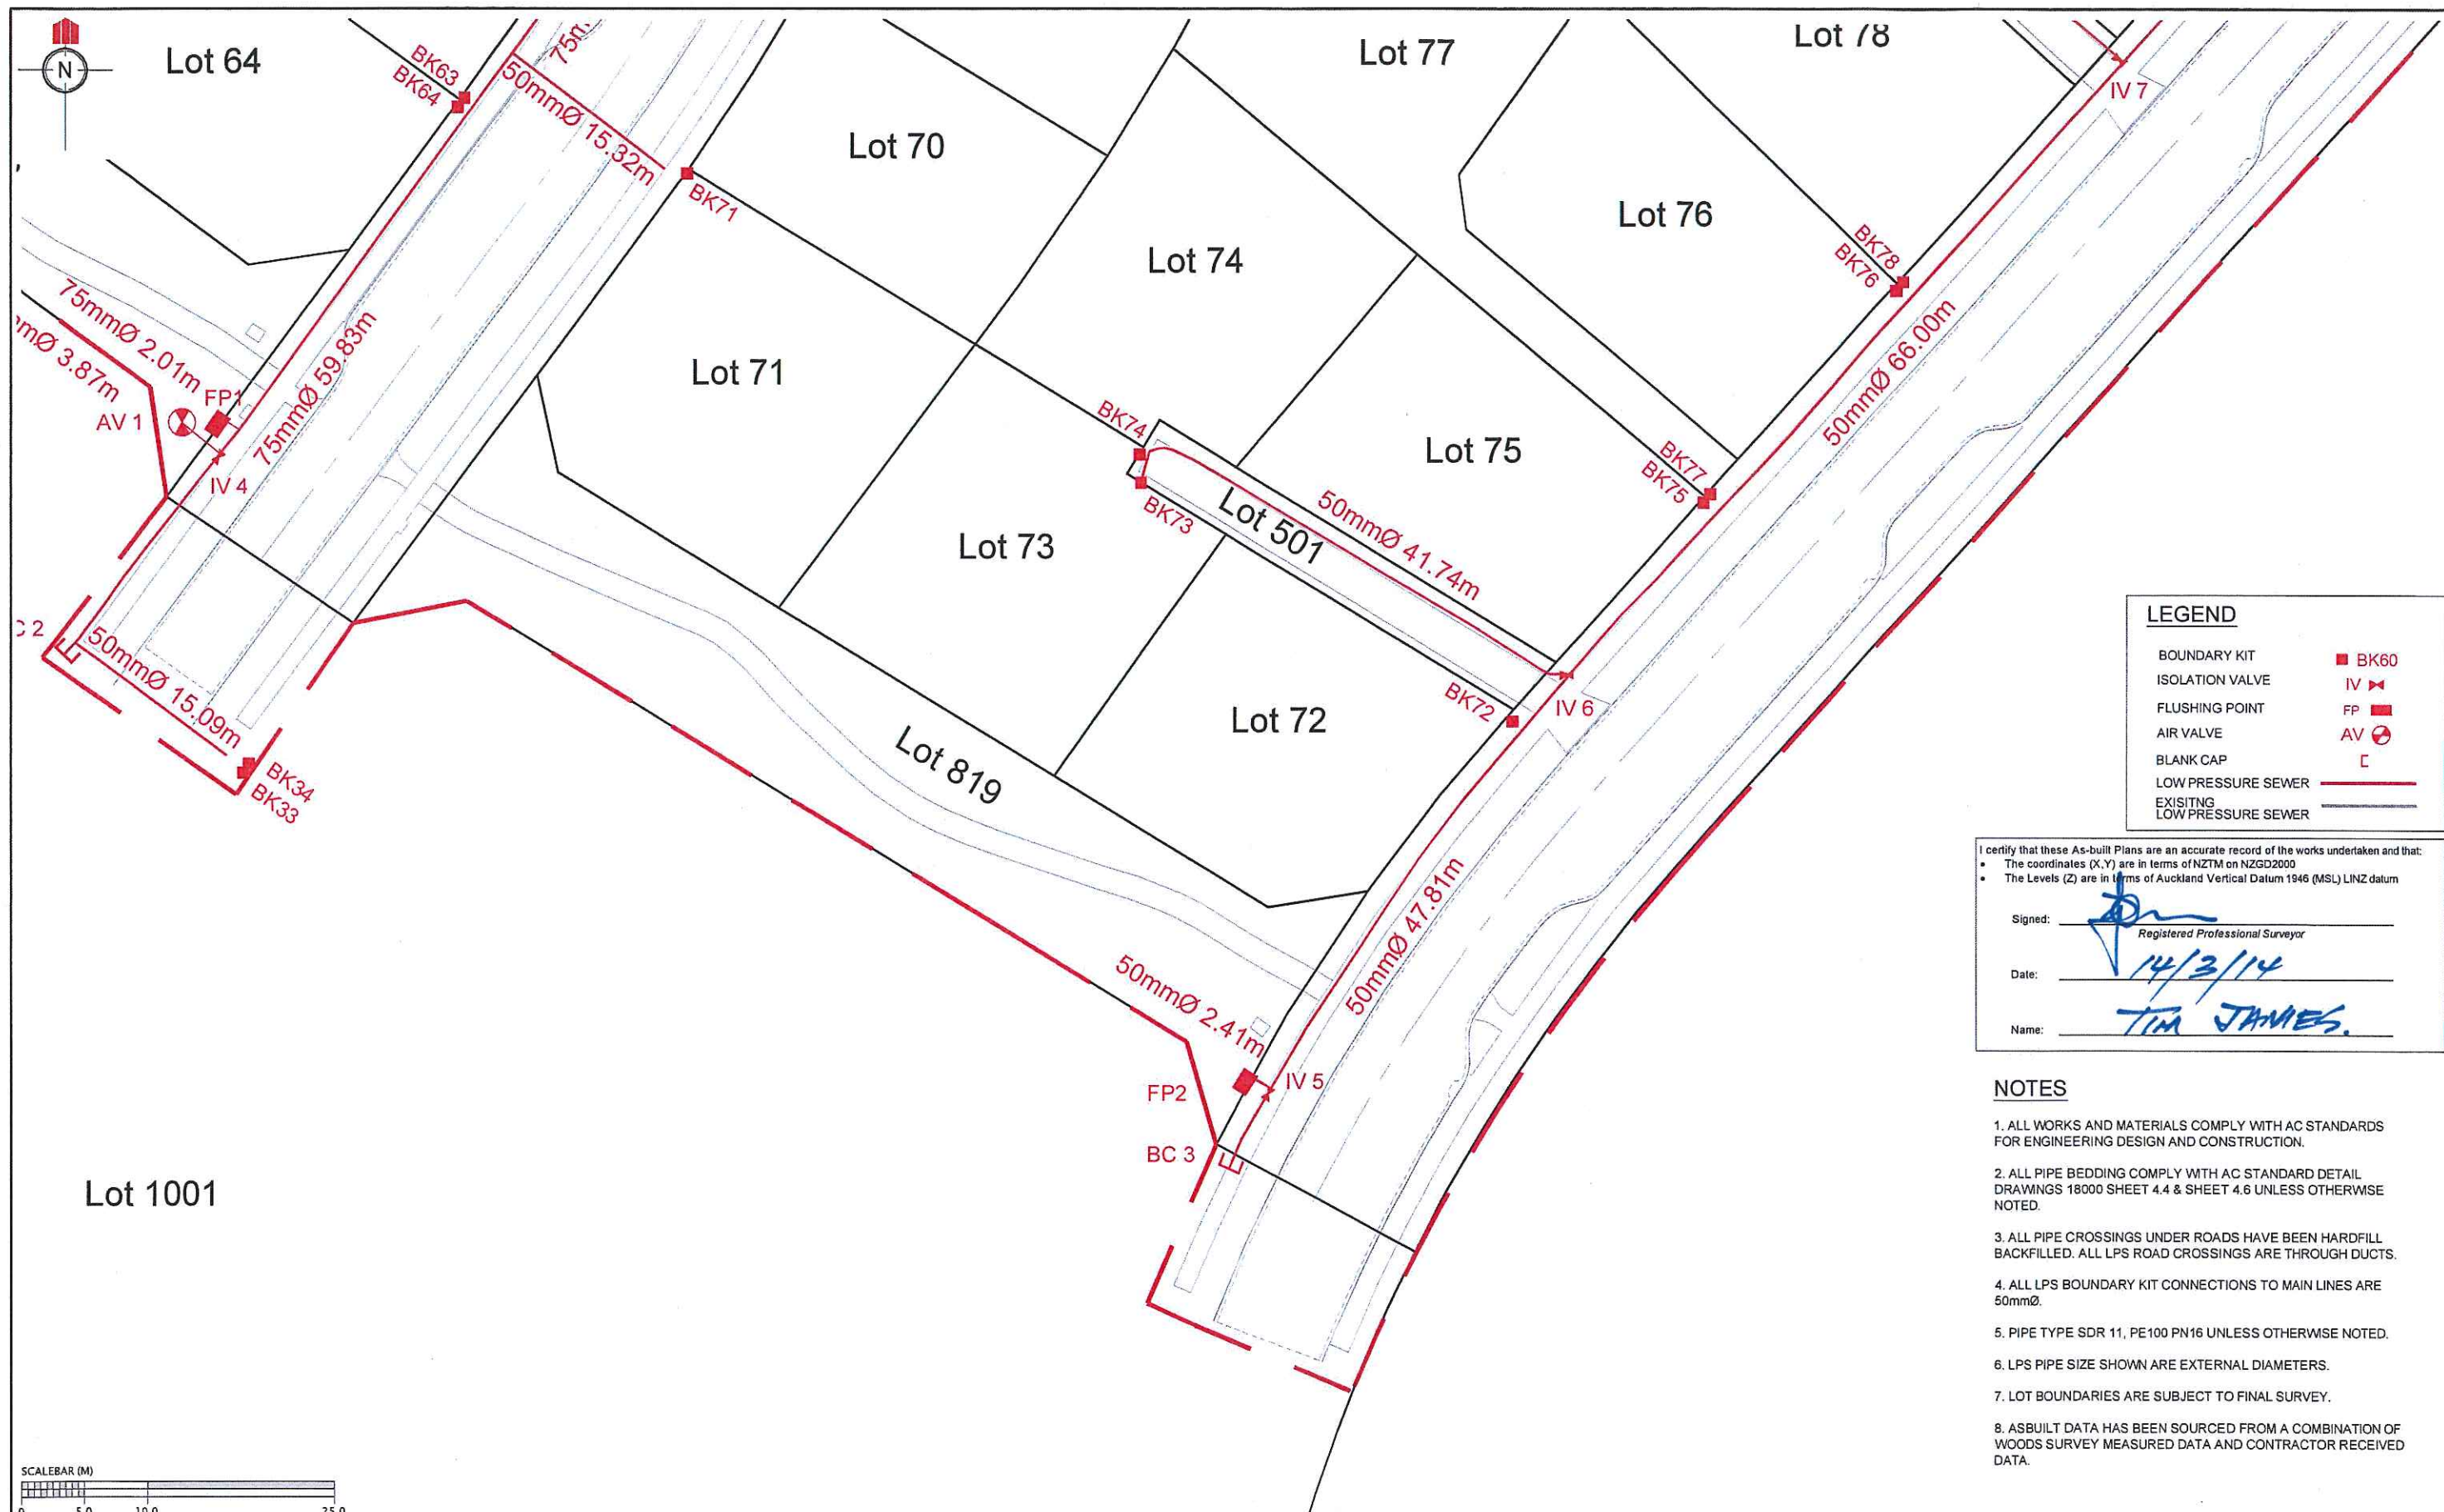 N
Lot 64
BK63
BK64
50mmØ 15.32m
BK71
Lot 70
Lot 77
Lot 78
IV 7
Lot 76
BK78
BK76
Lot 74
Lot 71
75mmØ 2.01m
3.87m
FP1
AV 1
75mmØ 59.83m
IV 4
BK74
BK73
Lot 75
BK77
BK75
50mmØ 66.00m
Lot 501
50mmØ 41.74m
Lot 73
50mmØ 15.09m
BK34
BK33
BK72
IV 6
Lot 72
Lot 819
50mmØ 47.81m
50mmØ 2.41m
FP2
IV 5
BC 3
Lot 1001
LEGEND
BOUNDARY KIT BK60
ISOLATION VALVE IV
FLUSHING POINT FP
AIR VALVE AV
BLANK CAP
LOW PRESSURE SEWER
EXISITNG
LOW PRESSURE SEWER
I certify that these As-built Plans are an accurate record of the works undertaken and that:
• The coordinates (X,Y) are in terms of NZTM on NZGD2000
• The Levels (Z) are in terms of Auckland Vertical Datum 1946 (MSL) LINZ datum
Signed:
Registered Professional Surveyor
Date: 14/3/14
Name: TIM JAMES.
NOTES
1. ALL WORKS AND MATERIALS COMPLY WITH AC STANDARDS
FOR ENGINEERING DESIGN AND CONSTRUCTION.
2. ALL PIPE BEDDING COMPLY WITH AC STANDARD DETAIL
DRAWINGS 18000 SHEET 4.4 & SHEET 4.6 UNLESS OTHERWISE
NOTED.
3. ALL PIPE CROSSINGS UNDER ROADS HAVE BEEN HARDFILL
BACKFILLED. ALL LPS ROAD CROSSINGS ARE THROUGH DUCTS.
4. ALL LPS BOUNDARY KIT CONNECTIONS TO MAIN LINES ARE
50mmØ.
5. PIPE TYPE SDR 11, PE100 PN16 UNLESS OTHERWISE NOTED.
6. LPS PIPE SIZE SHOWN ARE EXTERNAL DIAMETERS.
7. LOT BOUNDARIES ARE SUBJECT TO FINAL SURVEY.
8. ASBUILT DATA HAS BEEN SOURCED FROM A COMBINATION OF
WOODS SURVEY MEASURED DATA AND CONTRACTOR RECEIVED
DATA.
SCALEBAR (M)
0 5.0 10.0 25.0